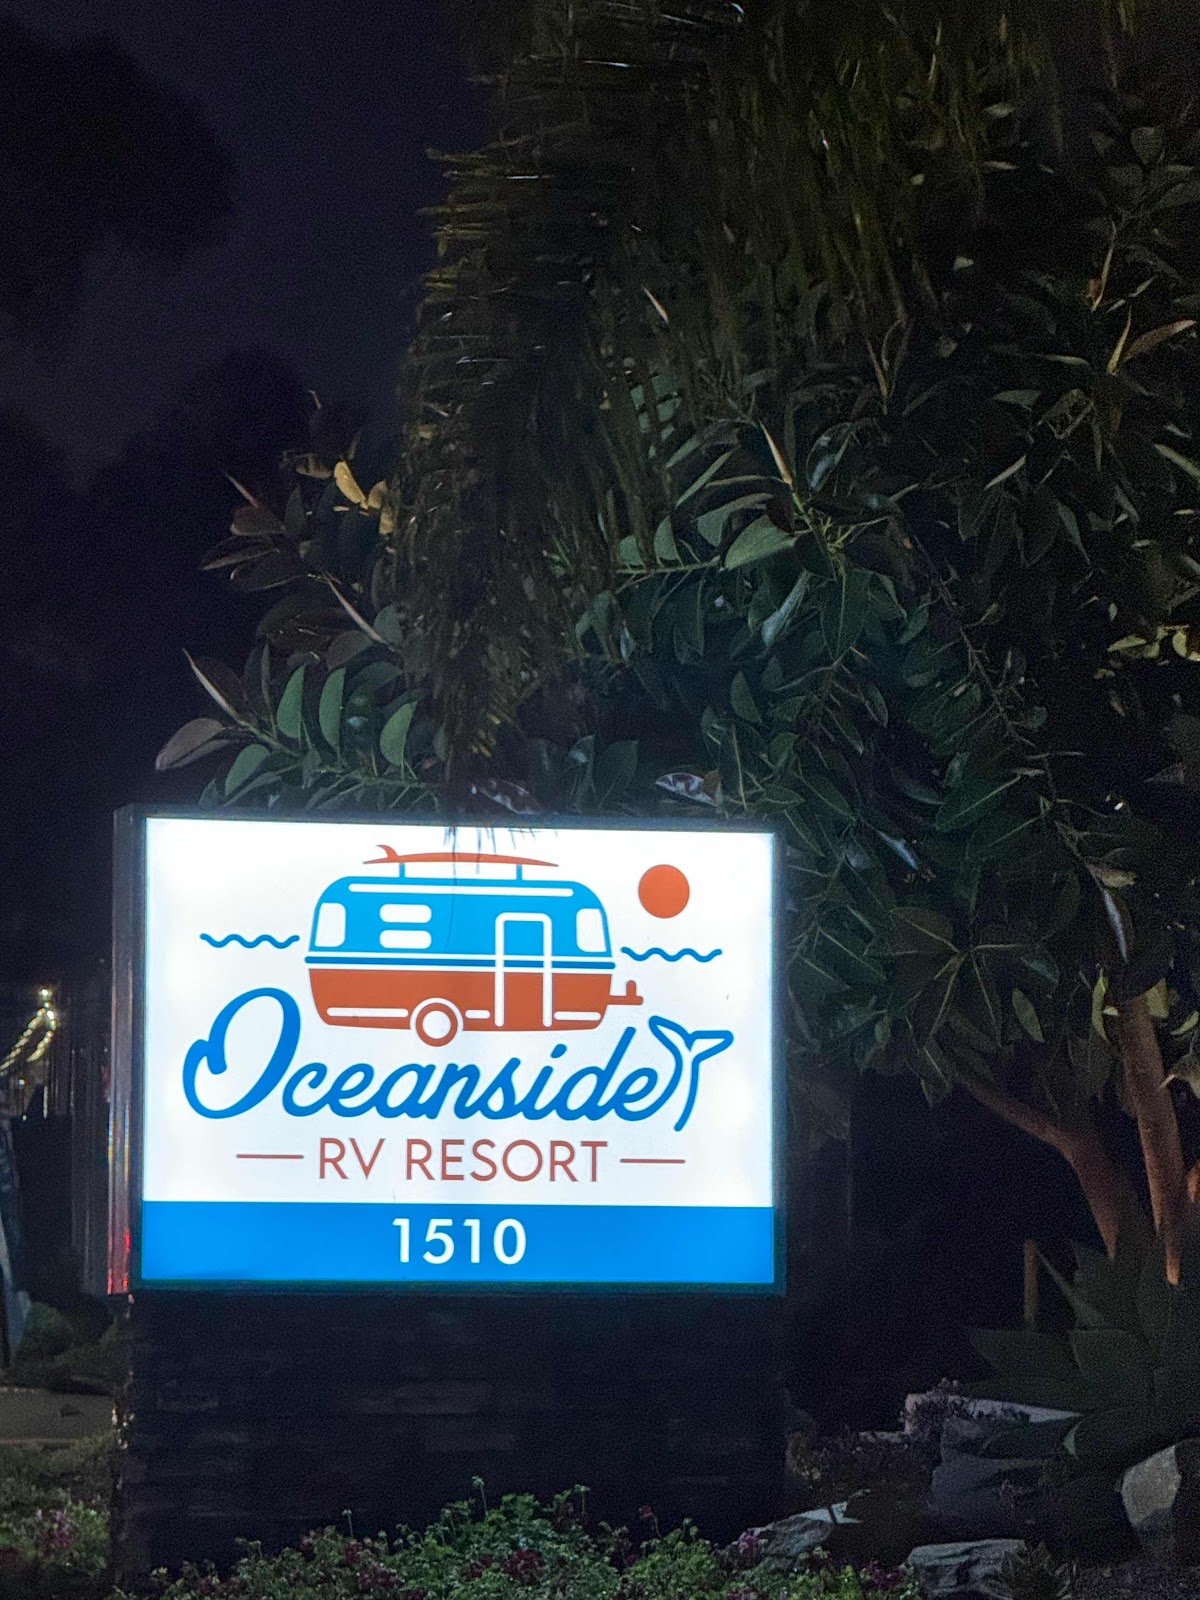 Oceanside
RV RESORT
1510